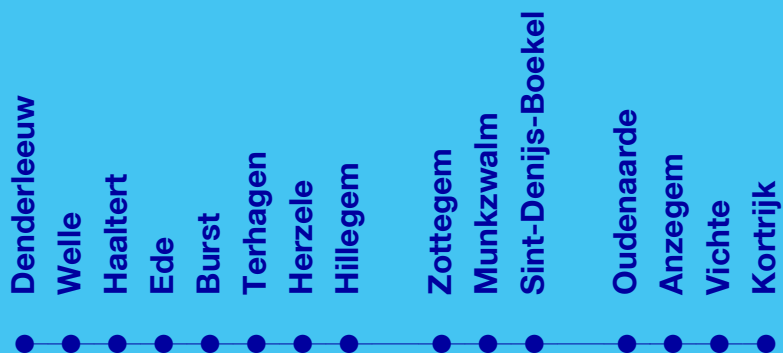 Denderleeuw
Welle
Haaltert
Ede
Burst
Terhagen
Herzele
Hillegem
Zottegem
Munkzwalm
Sint-Denijs-Boekel
Oudenaarde
Anzegem
Vichte
Kortrijk